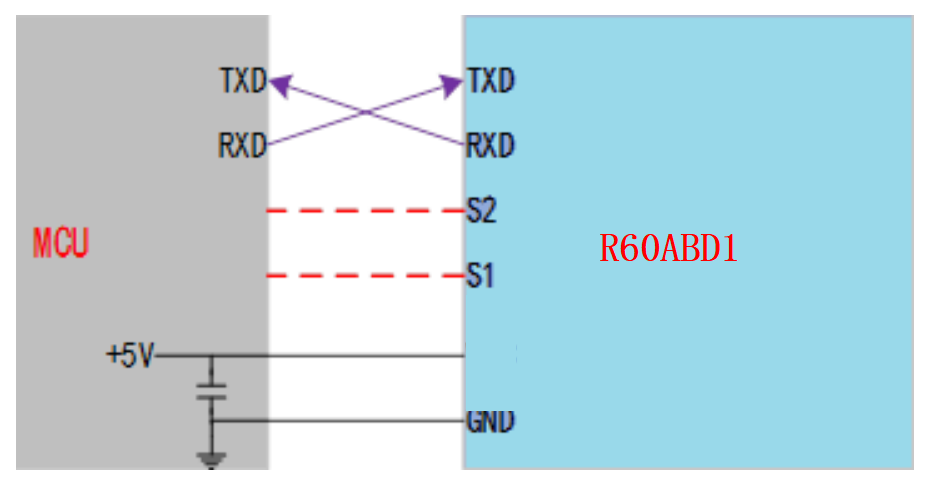 TXD TXD
RXD RXD
S2
MCU R60ABD1
S1
+5V
GND